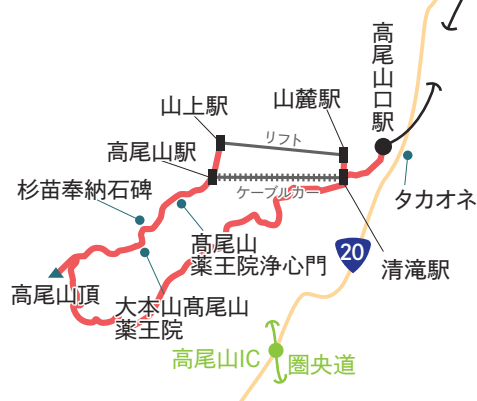 高尾山口駅
山麓駅
山上駅
リフト
高尾山駅
ケーブルカー
杉苗奉納石碑
タカオネ
髙尾山
薬王院浄心門
20
清滝駅
高尾山頂
大本山髙尾山
薬王院
高尾山IC
圏央道